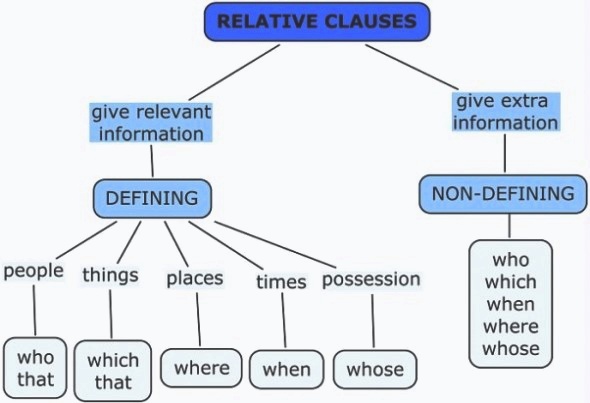 RELATIVE CLAUSES
give relevant
information
give extra
information
DEFINING
NON-DEFINING
people
things
places
times
possession
who
that
which
that
where
when
whose
who
which
when
where
whose